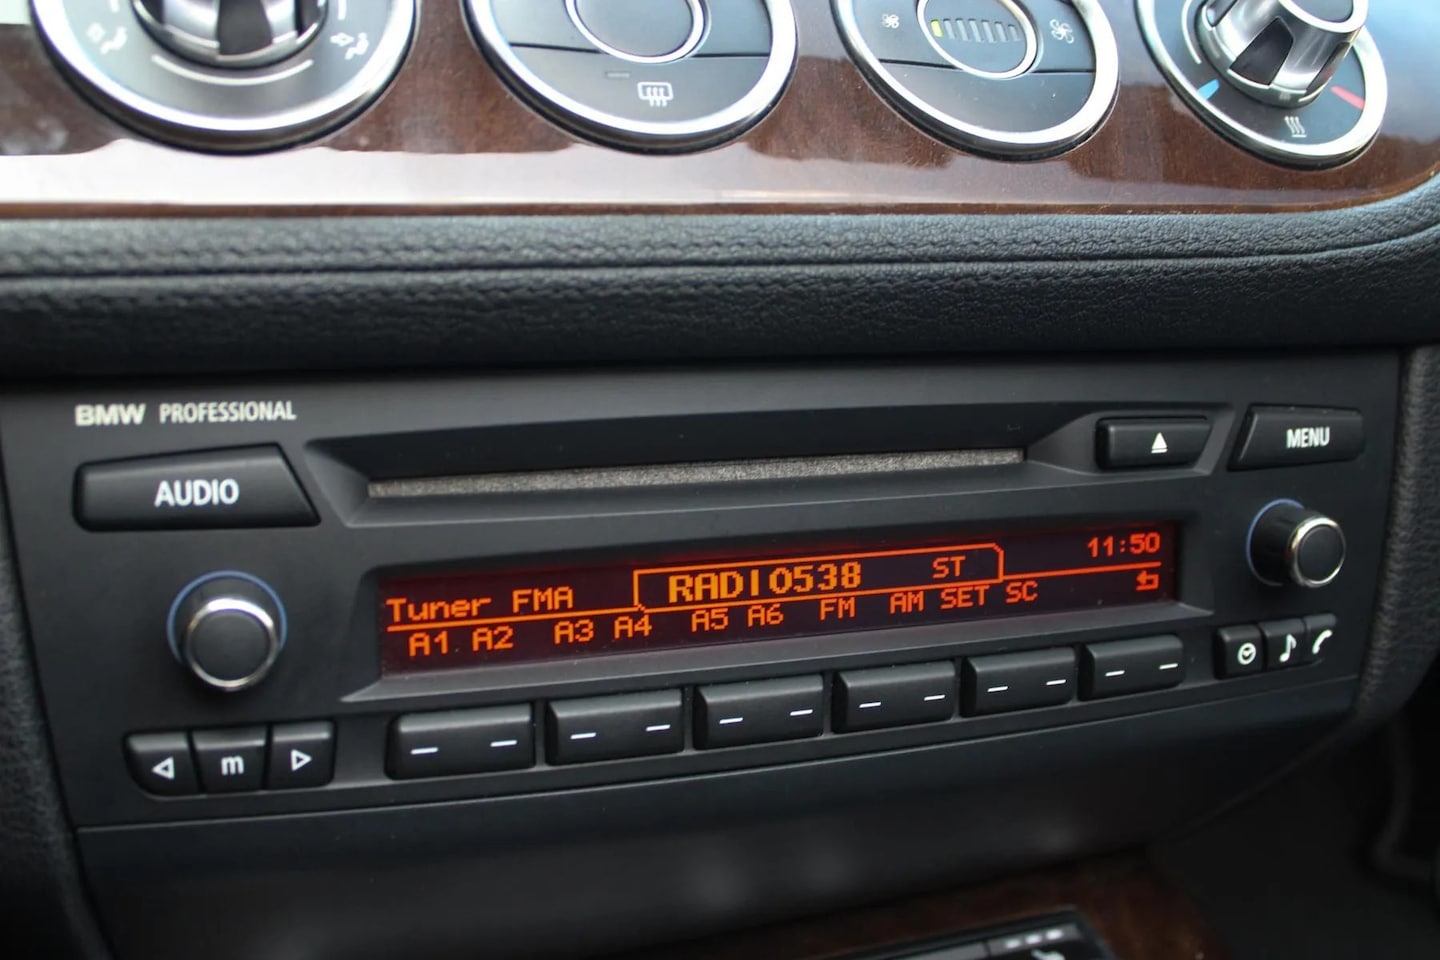 BMW PROFESSIONAL
AUDIO
MENU
Tuner FMA RADIO538 ST 11:50
A1 A2 A3 A4 A5 A6 FM AM SET SC
m